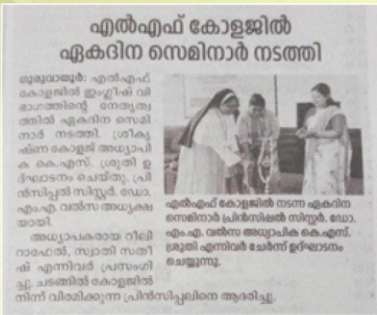 എൽഎഫ് കോളജിൽ
ഏകദിന സെമിനാർ നടത്തി
ഗുരുവായൂർ: എൽഎഫ്
കോളജിൽ ഇംഗ്ലീഷ് വി
ഭാഗത്തിന്റെ നേതൃത്വ
ത്തിൽ ഏകദിന സെമി
നാർ നടത്തി. ശ്രീകൃ
ഷ്ണ കോളജ് അധ്യാപി
ക കെ.എസ്. ശ്രുതി ഉ
ദ്ഘാടനം ചെയ്തു. പ്രി
ൻസിപ്പൽ സിസ്റ്റർ. ഡോ.
എം.എ. വൽസ അധ്യക്ഷ
യായി.
അധ്യാപകരായ റീലി
റാഫേൽ, സ്വാതി സതീ
ഷ് എന്നിവർ പ്രസംഗി
ച്ചു. ചടങ്ങിൽ കോളജിൽ
നിന്ന് വിരമിക്കുന്ന പ്രിൻസിപ്പലിനെ ആദരിച്ചു.
എൽഎഫ് കോളജിൽ നടന്ന ഏകദിന
സെമിനാർ പ്രിൻസിഷൽ സിസ്റ്റർ. ഡോ.
എം.എ. വൽസ അധ്യാപിക കെ.എസ്.
ശ്രുതി എന്നിവർ ചേർന്ന് ഉദ്ഘാടനം
ചെയ്യുന്നു.